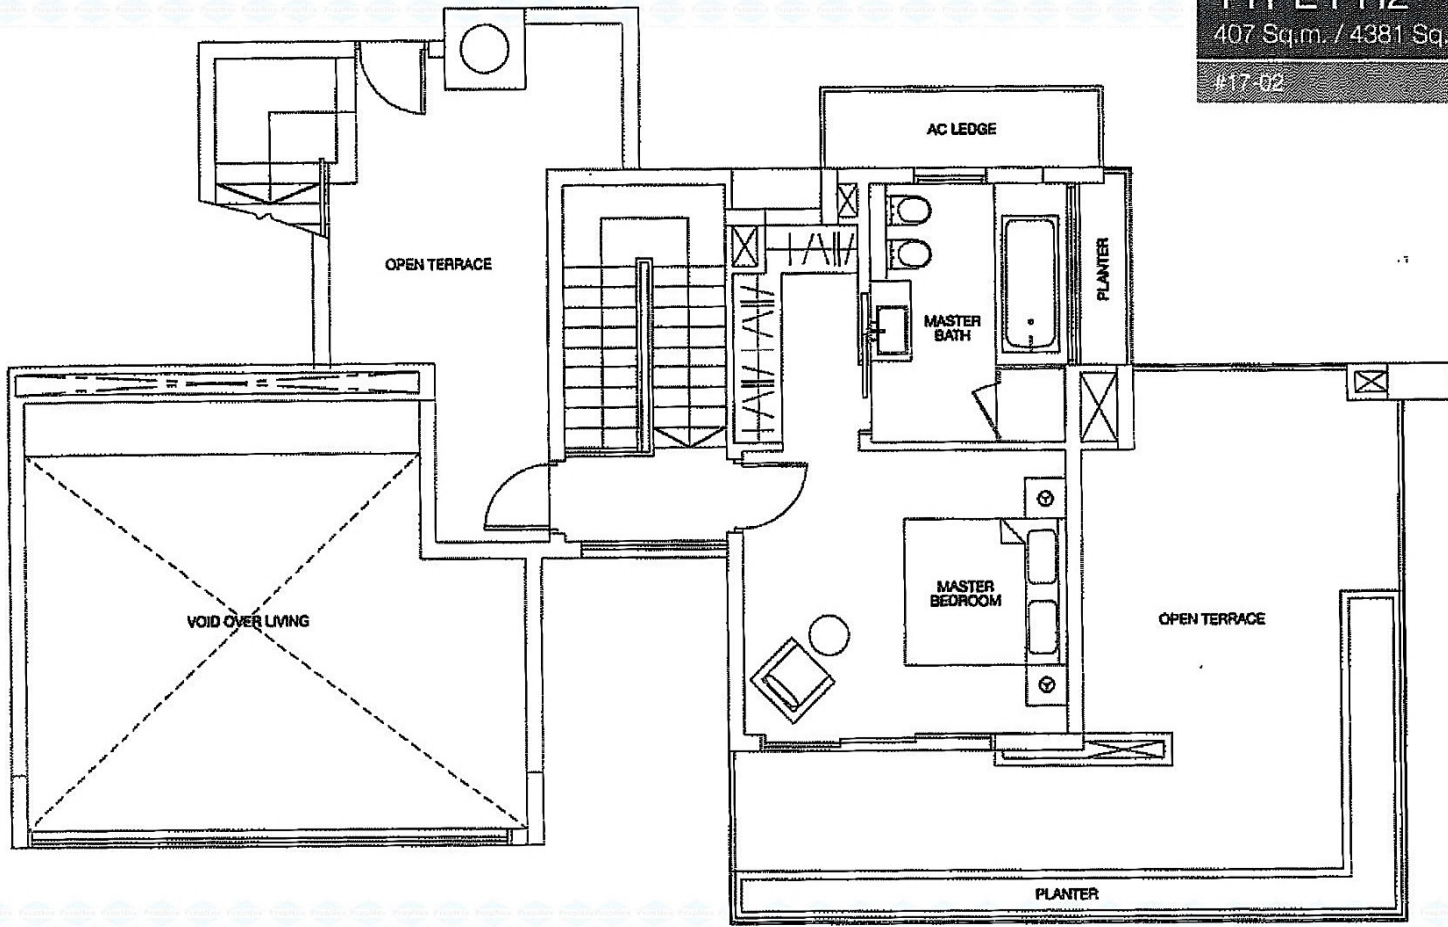 407 Sq.m. / 4381 Sq.
#17-02
AC LEDGE
OPEN TERRACE
PLANTER
MASTER
BATH
MASTER
BEDROOM
VOID OVER LIVING
OPEN TERRACE
PLANTER